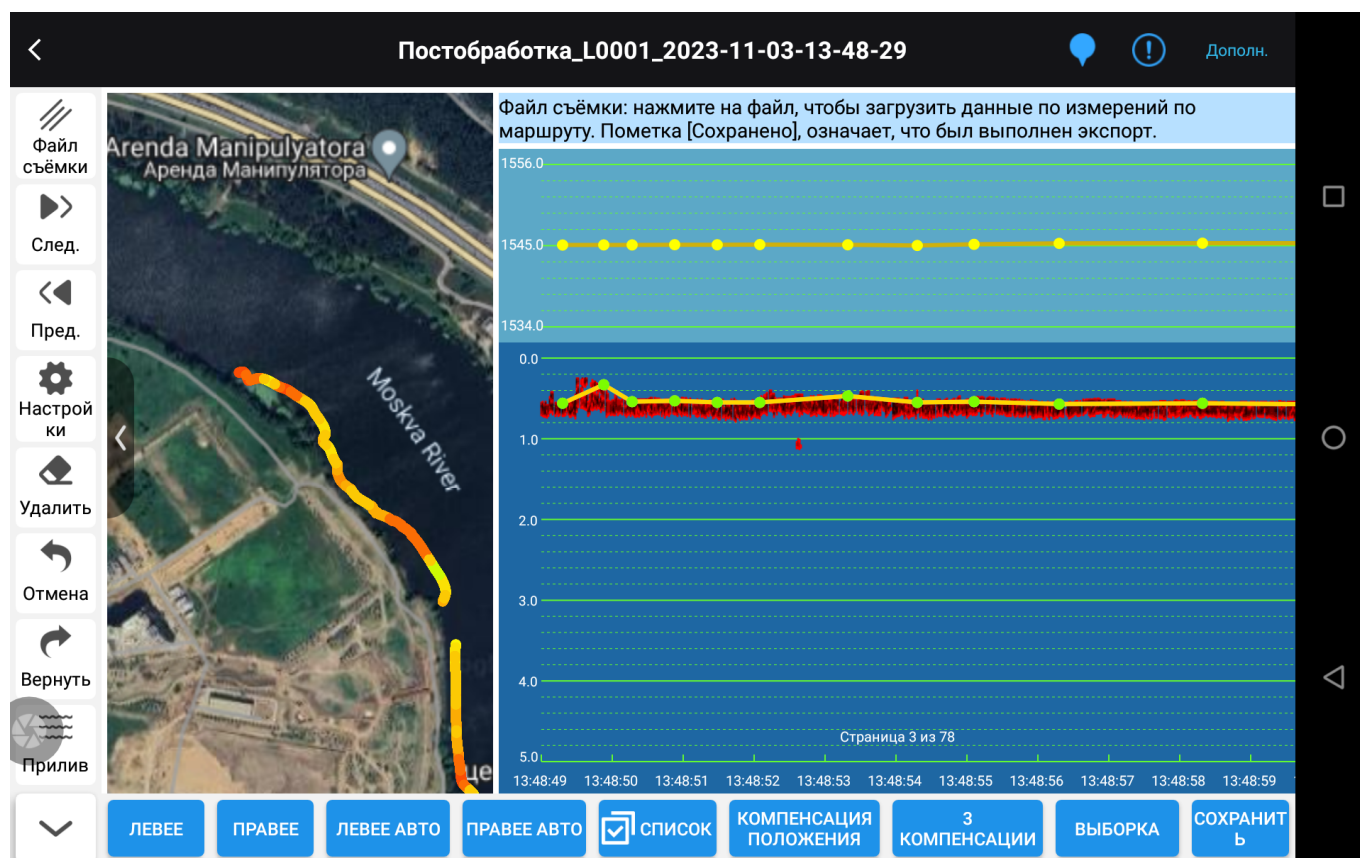 Постобработка_L0001_2023-11-03-13-48-29
Дополн.
Файл
съёмки
След.
Пред.
Настрой
ки
Удалить
Отмена
Вернуть
Прилив
Arenda Manipulyatora
Аренда Манипулятора
Moskva River
це
Файл съёмки: нажмите на файл, чтобы загрузить данные по измерений по
маршруту. Пометка [Сохранено], означает, что был выполнен экспорт.
1556.0
1545.0
1534.0
0.0
1.0
2.0
3.0
4.0
5.0
Страница 3 из 78
13:48:49 13:48:50 13:48:51 13:48:52 13:48:53 13:48:54 13:48:55 13:48:56 13:48:57 13:48:58 13:48:59
ЛЕВЕЕ
ПРАВЕЕ
ЛЕВЕЕ АВТО
ПРАВЕЕ АВТО
СПИСОК
КОМПЕНСАЦИЯ
ПОЛОЖЕНИЯ
З
КОМПЕНСАЦИИ
ВЫБОРКА
СОХРАНИТ
Ь